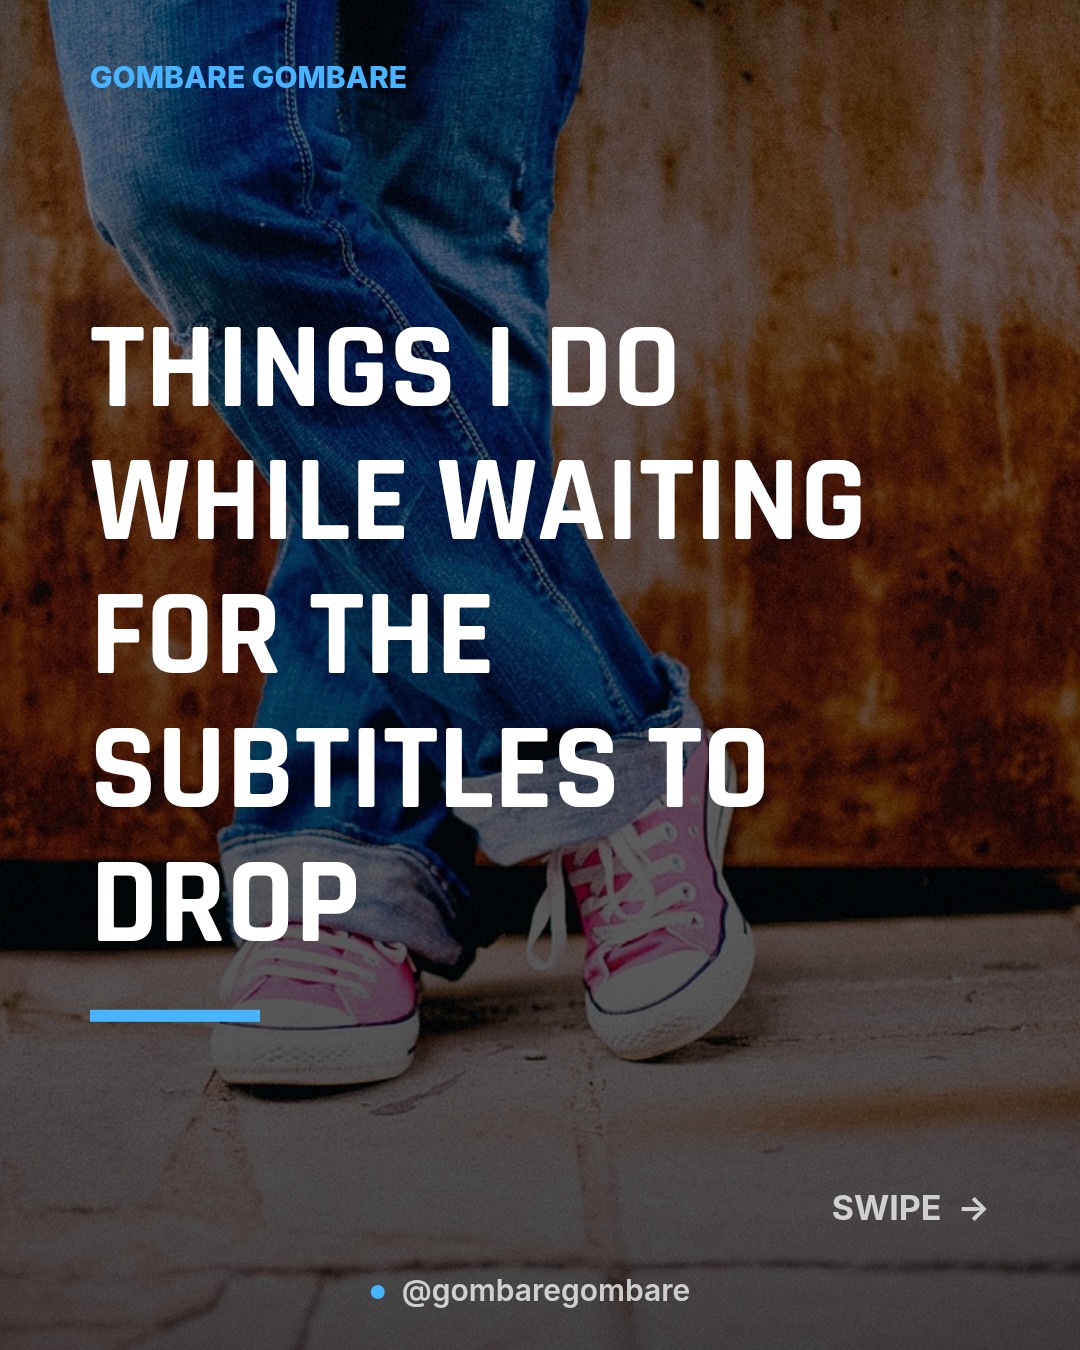 GOMBARE GOMBARE
THINGS I DO
WHILE WAITING
FOR THE
SUBTITLES TO
DROP
SWIPE →
@gombaregombare